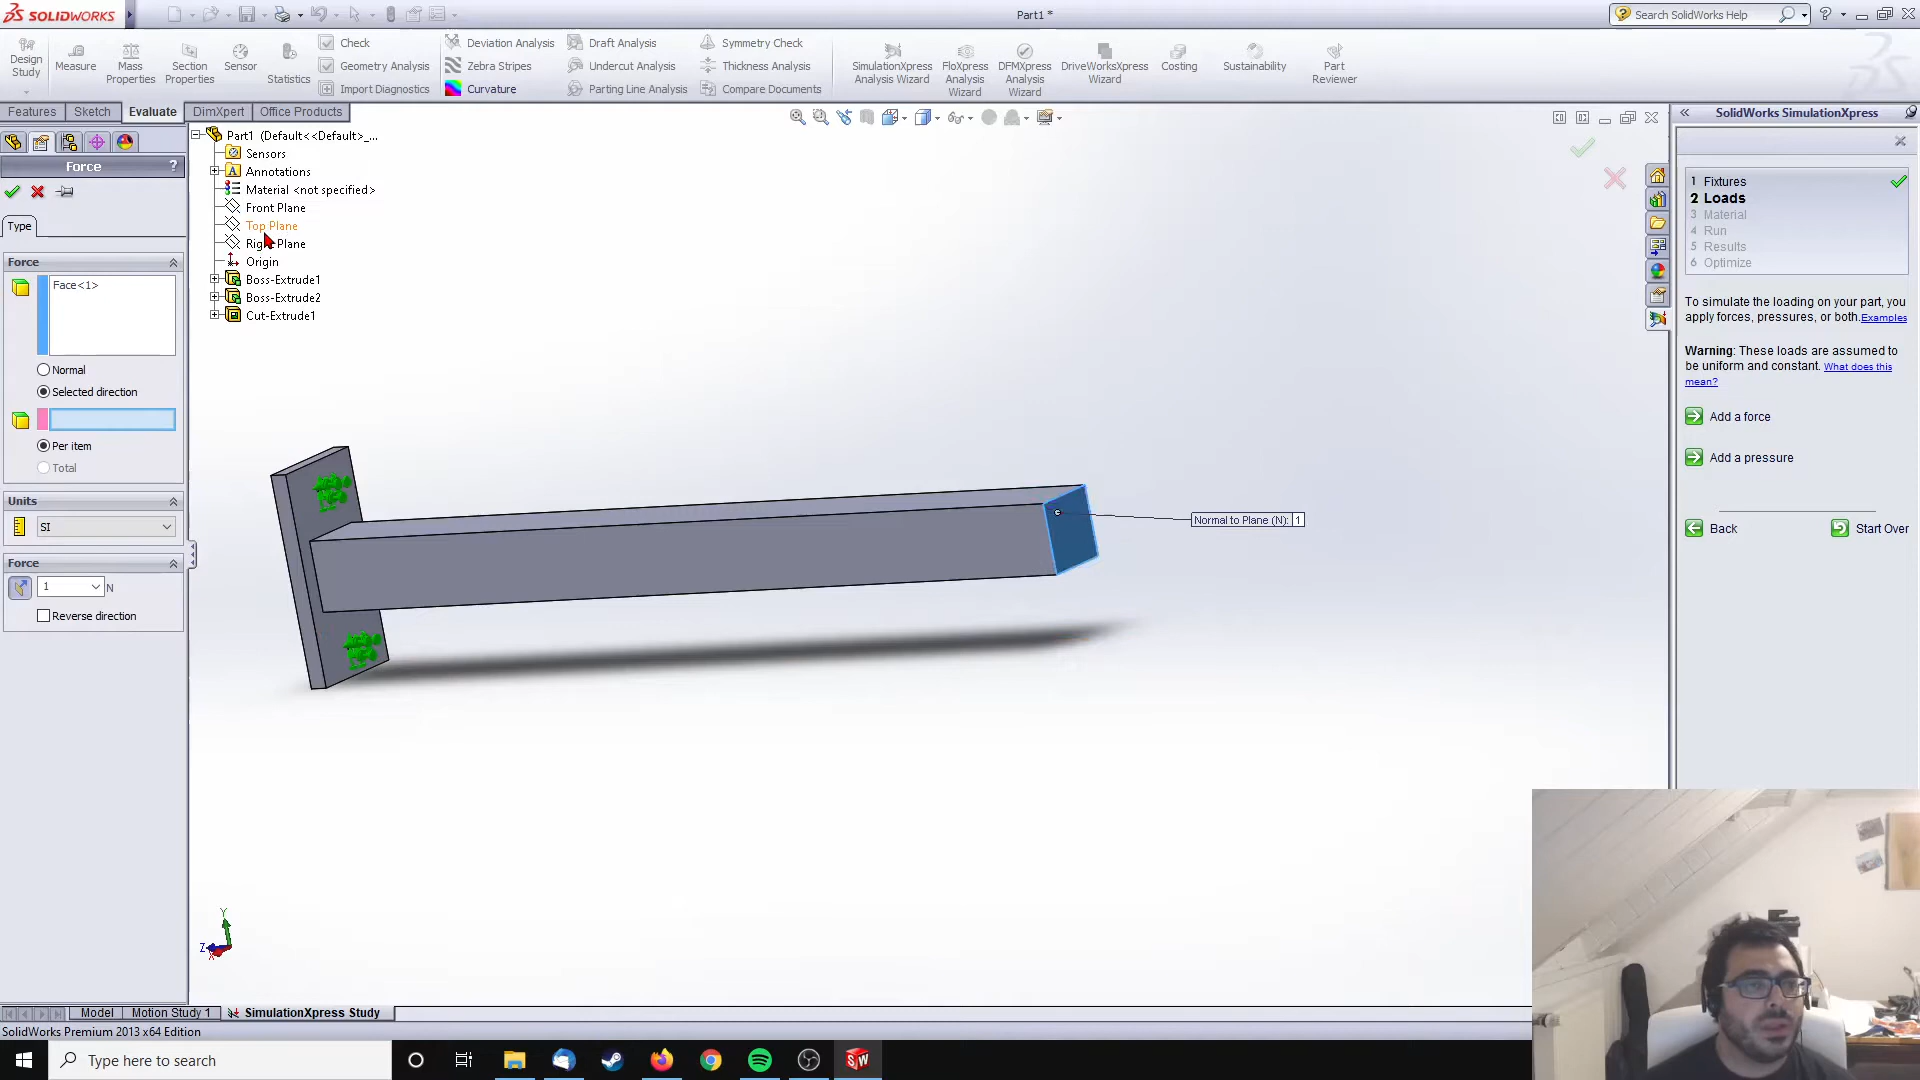 SOLIDWORKS
Part1 *
Search SolidWorks Help
Design Study
Measure
Mass Properties
Section Properties
Sensor
Statistics
Check
Geometry Analysis
Import Diagnostics
Deviation Analysis
Zebra Stripes
Curvature
Draft Analysis
Undercut Analysis
Parting Line Analysis
Symmetry Check
Thickness Analysis
Compare Documents
SimulationXpress Analysis Wizard
FloXpress Analysis Wizard
DFMXpress Analysis Wizard
DriveWorksXpress Wizard
Costing
Sustainability
Part Reviewer
Features
Sketch
Evaluate
DimXpert
Office Products
Force
?
Type
Force
Face<1>
Normal
Selected direction
Per item
Total
Units
SI
Force
1
N
Reverse direction
Part1 (Default<<Default>_...
Sensors
Annotations
Material <not specified>
Front Plane
Top Plane
Right Plane
Origin
Boss-Extrude1
Boss-Extrude2
Cut-Extrude1
Normal to Plane (N): 1
Y
Z
SolidWorks SimulationXpress
1 Fixtures
2 Loads
3 Material
4 Run
5 Results
6 Optimize
To simulate the loading on your part, you
apply forces, pressures, or both. Examples
Warning: These loads are assumed to
be uniform and constant. What does this
mean?
Add a force
Add a pressure
Back
Start Over
Model
Motion Study 1
SimulationXpress Study
SolidWorks Premium 2013 x64 Edition
Type here to search
SW